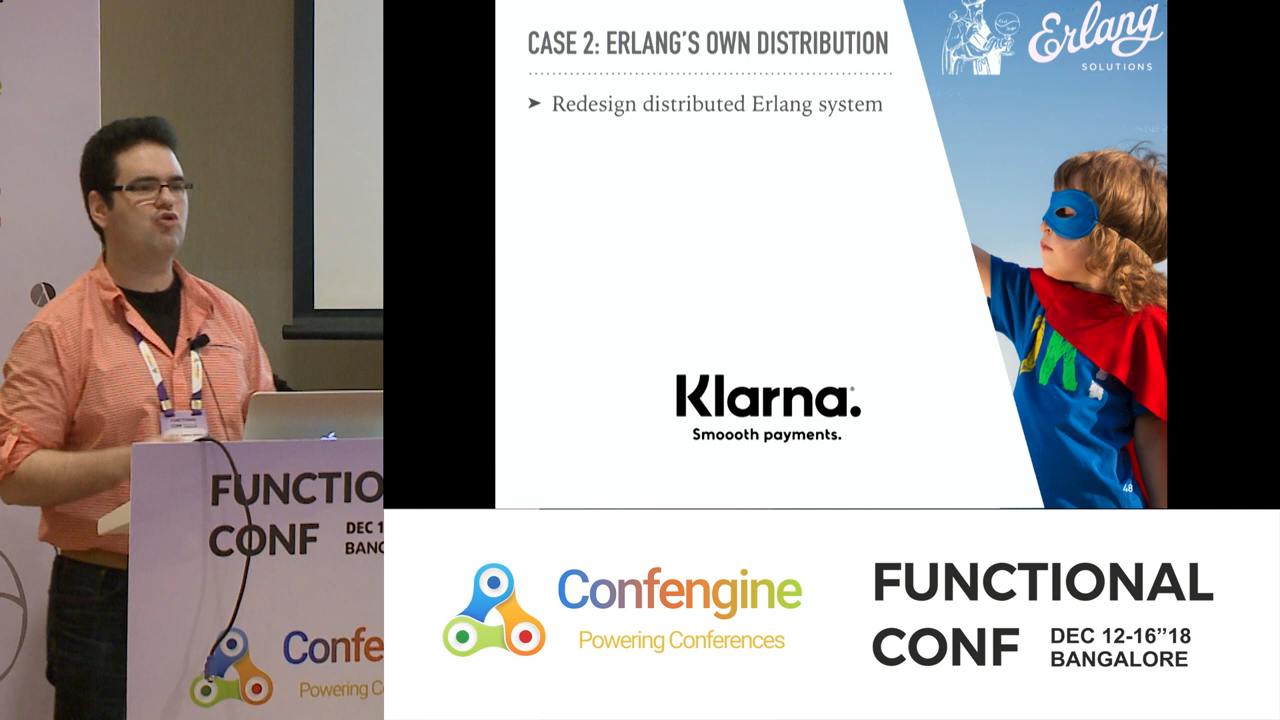 CASE 2: ERLANG'S OWN DISTRIBUTION
➤ Redesign distributed Erlang system
Erlang
SOLUTIONS
Klarna.
Smoooth payments.
48
FUNCTIO
CONF
DEC 1
BANG
Confe
Powering Co
Confengine
Powering Conferences
FUNCTIONAL
CONF
DEC 12-16"18
BANGALORE